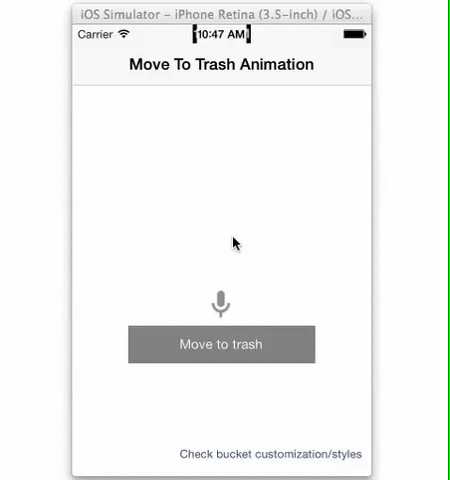 iOS Simulator – iPhone Retina (3.5-inch) / iOS...
Carrier 10:47 AM
Move To Trash Animation
Move to trash
Check bucket customization/styles